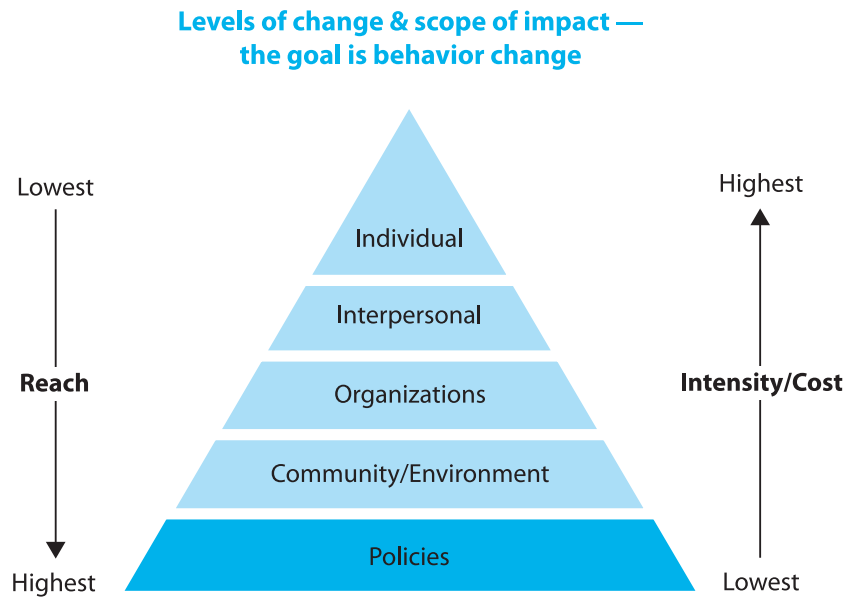 Levels of change & scope of impact —
the goal is behavior change
Lowest
Highest
Individual
Interpersonal
Reach
Intensity/Cost
Organizations
Community/Environment
Policies
Highest
Lowest